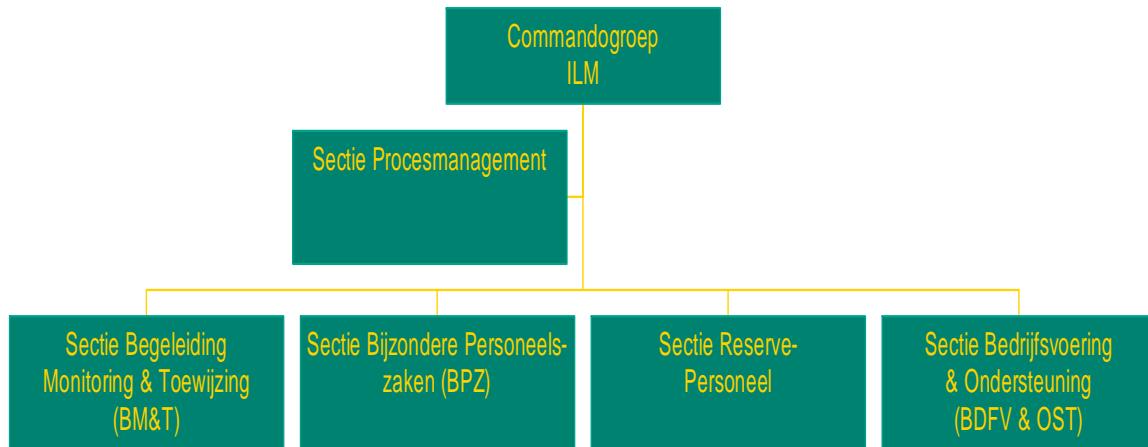 Commandogroep
ILM
Sectie Procesmanagement
Sectie Begeleiding
Monitoring & Toewijzing
(BM&T)
Sectie Bijzondere Personeels-
zaken (BPZ)
Sectie Reserve-
Personeel
Sectie Bedrijfsvoering
& Ondersteuning
(BDFV & OST)